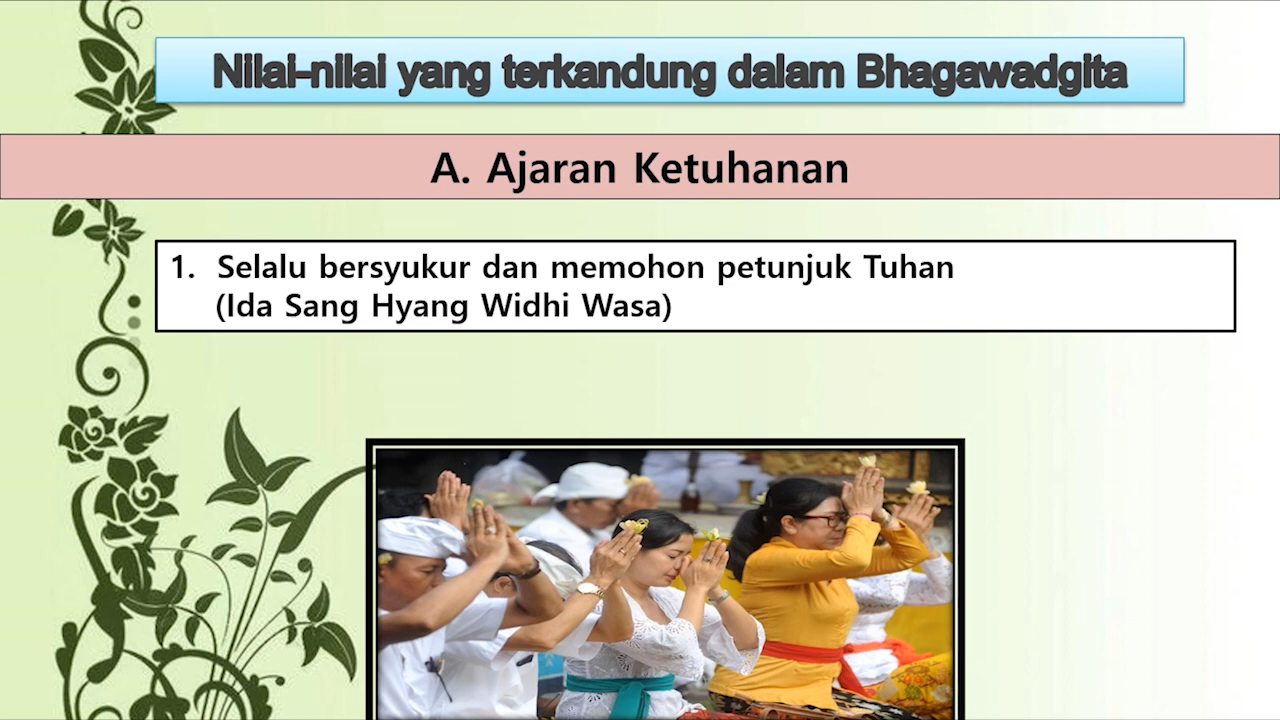 Nilai-nilai yang terkandung dalam Bhagawadgita
A. Ajaran Ketuhanan
1. Selalu bersyukur dan memohon petunjuk Tuhan
(Ida Sang Hyang Widhi Wasa)